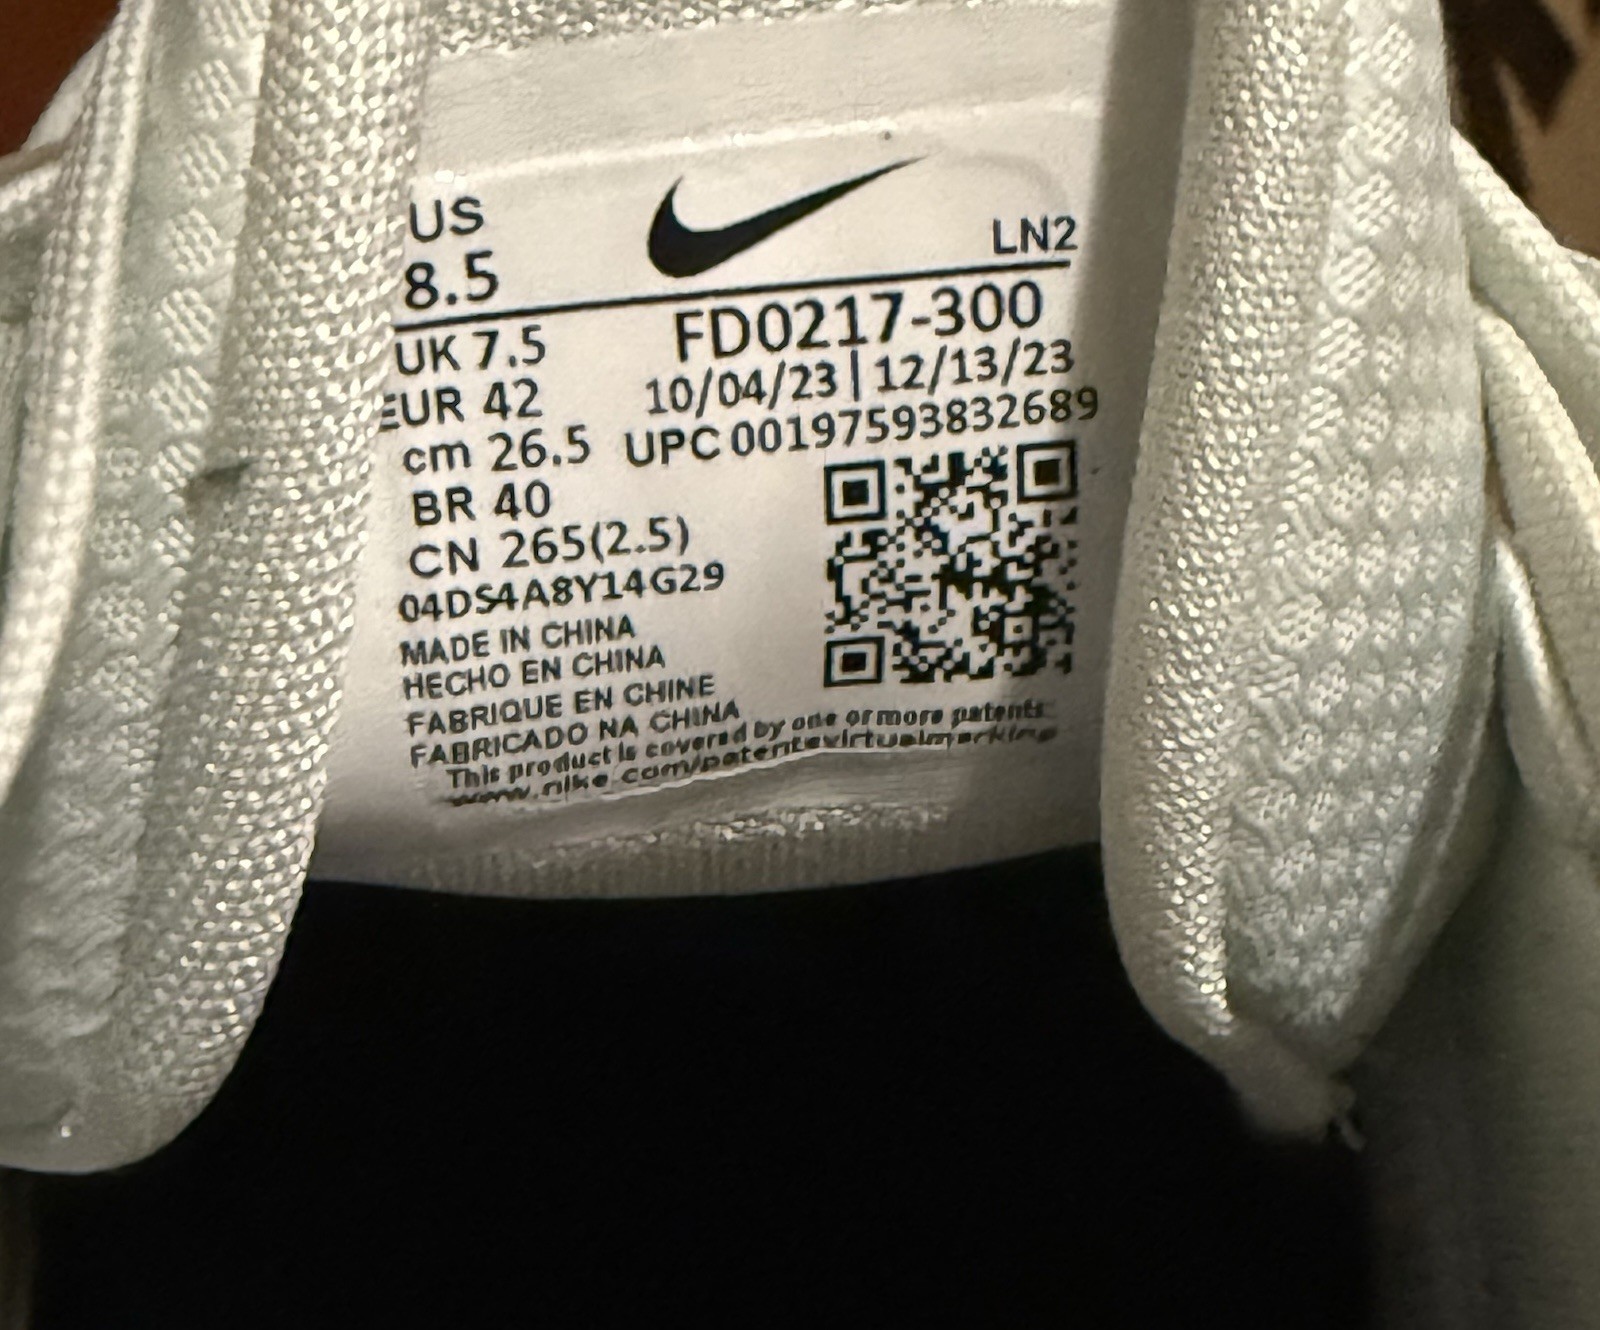 US
8.5
LN2
UK 7.5
EUR 42
cm 26.5
BR 40
CN 265(2.5)
FD0217-300
10/04/23 | 12/13/23
UPC 00197593832689
04DS4A8Y14G29
MADE IN CHINA
HECHO EN CHINA
FABRIQUE EN CHINE
FABRICADO NA CHINA
This product is covered by one or more patents:
www.nike.com/patentsvirtualmarking